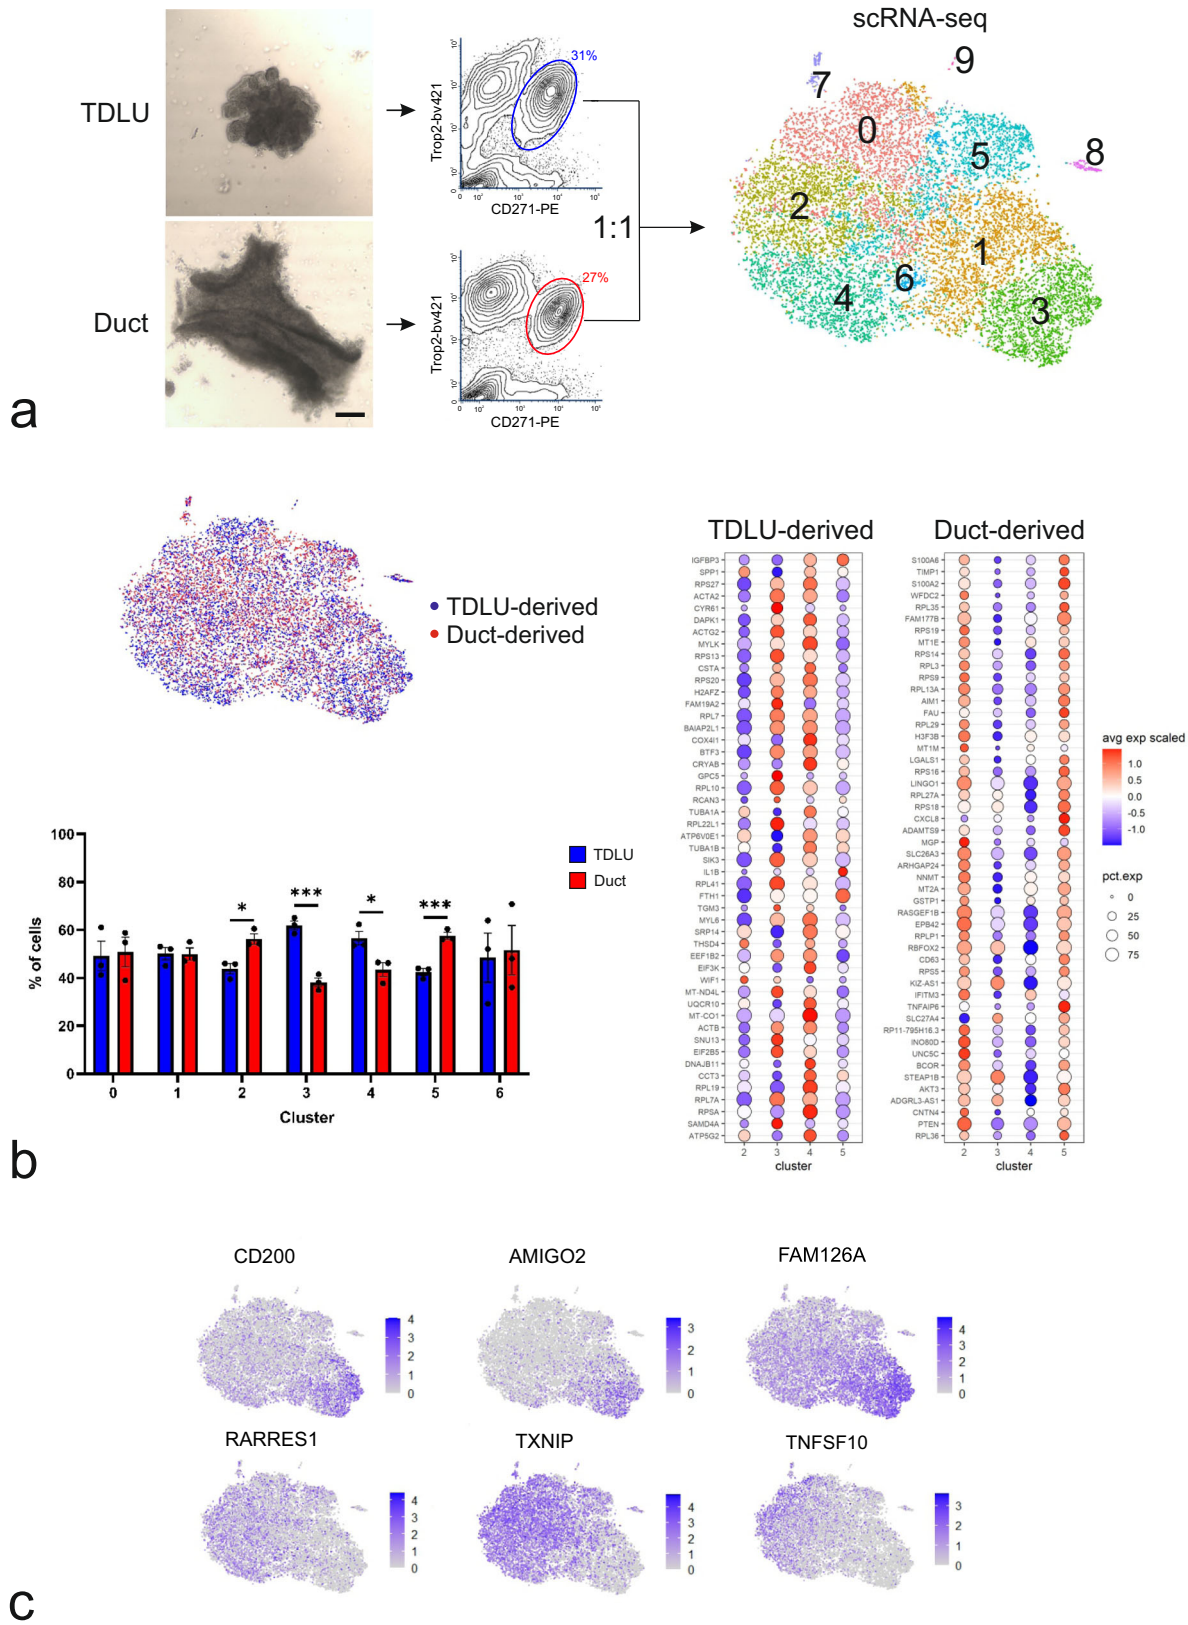 scRNA-seq
TDLU
Trop2-bv421
31%
CD271-PE
Duct
Trop2-bv421
27%
CD271-PE
1:1
7
9
0
5
8
2
1
6
4
3
a
TDLU-derived
Duct-derived
TDLU-derived
IGFBP3
SPP1
RPS27
ACTA2
CYR61
DAPK1
ACTG2
MYLK
RPS13
CSTA
RPS20
H2AFZ
FAM19A2
RPL7
BAIAP2L1
COX4I1
BTF3
CRYAB
GPC5
RPL10
RCAN3
TUBA1A
RPL22L1
ATP6V0E1
TUBA1B
SIK3
IL1B
RPL41
FTH1
TGM3
MYL6
SRP14
THSD4
EEF1B2
EIF3K
WIF1
MT-ND4L
UQCR10
MT-CO1
ACTB
SNU13
EIF2B5
DNAJB11
CCT3
RPL19
RPL7A
RPSA
SAMD4A
ATP5G2
2 3 4 5
cluster
Duct-derived
S100A6
TIMP1
S100A2
WFDC2
RPL35
FAM177B
RPS19
MT1E
RPS14
RPL3
RPS9
RPL13A
AIM1
FAU
RPL29
H3F3B
MT1M
LGALS1
RPS16
LINGO1
RPL27A
RPS18
CXCL8
ADAMTS9
MGP
SLC26A3
ARHGAP24
NNMT
MT2A
GSTP1
RASGEF1B
EPB42
RPLP1
RBFOX2
CD63
RPS5
KIZ-AS1
IFITM3
TNFAIP6
SLC27A4
RP11-795H16.3
INO80D
UNC5C
BCOR
STEAP1B
AKT3
ADGRL3-AS1
CNTN4
PTEN
RPL36
2 3 4 5
cluster
avg exp scaled
1.0
0.5
0.0
-0.5
-1.0
pct.exp
0
25
50
75
% of cells
100
80
60
40
20
0
* *** * ***
0 1 2 3 4 5 6
Cluster
TDLU
Duct
b
CD200
4
3
2
1
0
AMIGO2
3
2
1
0
FAM126A
4
3
2
1
0
RARRES1
4
3
2
1
0
TXNIP
4
3
2
1
0
TNFSF10
3
2
1
0
c